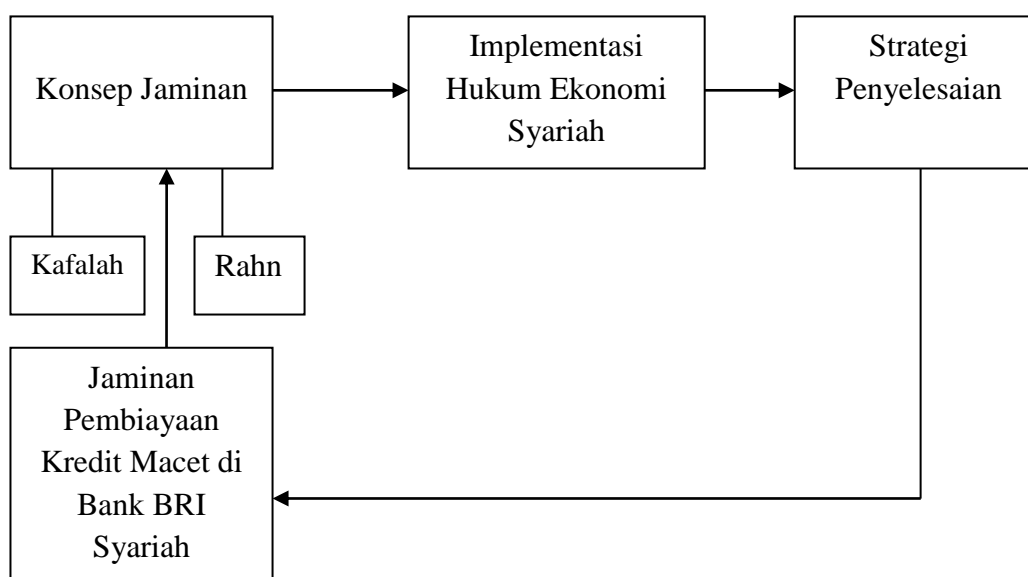 Konsep Jaminan
Implementasi
Hukum Ekonomi
Syariah
Strategi
Penyelesaian
Kafalah
Rahn
Jaminan
Pembiayaan
Kredit Macet di
Bank BRI
Syariah